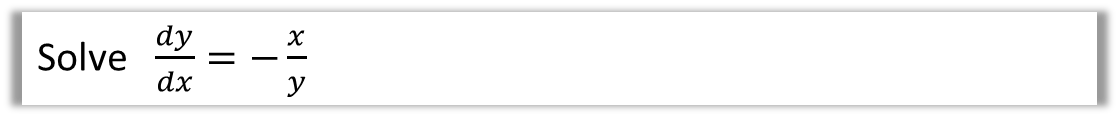 Solve dy/dx = − x/y